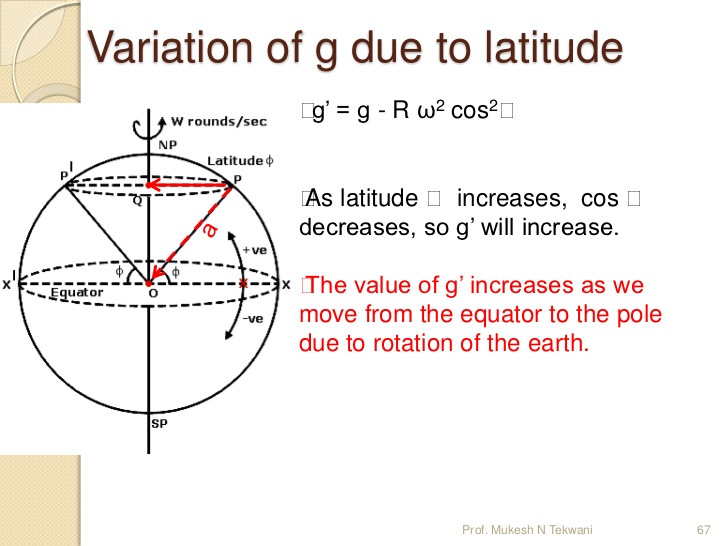 Variation of g due to latitude
□g’ = g - R ω² cos²□
□As latitude □ increases, cos □
decreases, so g’ will increase.
□The value of g’ increases as we
move from the equator to the pole
due to rotation of the earth.
W rounds/sec
NP
Latitude ϕ
P|
P
Q
a
+ve
ϕ
ϕ
X|
x
X
Equator
O
-ve
SP
Prof. Mukesh N Tekwani
67